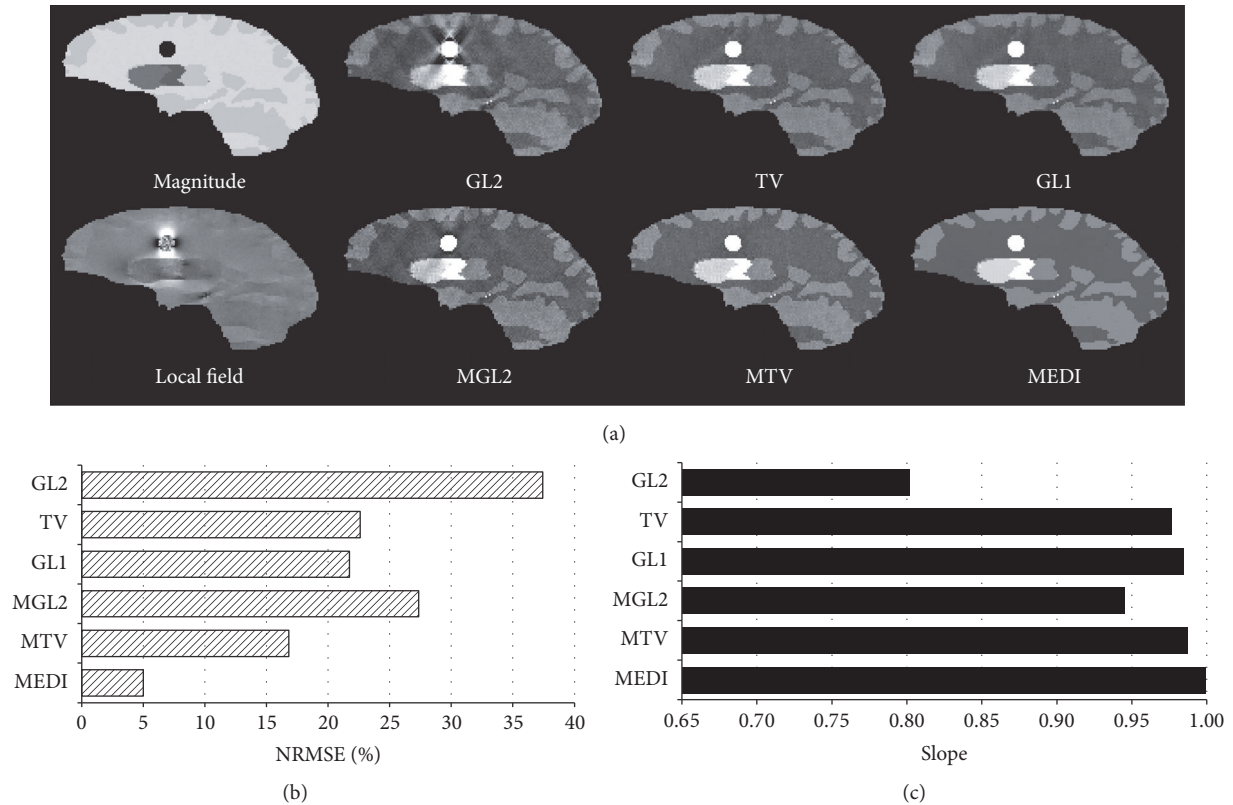 Magnitude GL2 TV GL1
Local field MGL2 MTV MEDI
(a)
GL2
TV
GL1
MGL2
MTV
MEDI
0 5 10 15 20 25 30 35 40
NRMSE (%)
(b)
GL2
TV
GL1
MGL2
MTV
MEDI
0.65 0.70 0.75 0.80 0.85 0.90 0.95 1.00
Slope
(c)